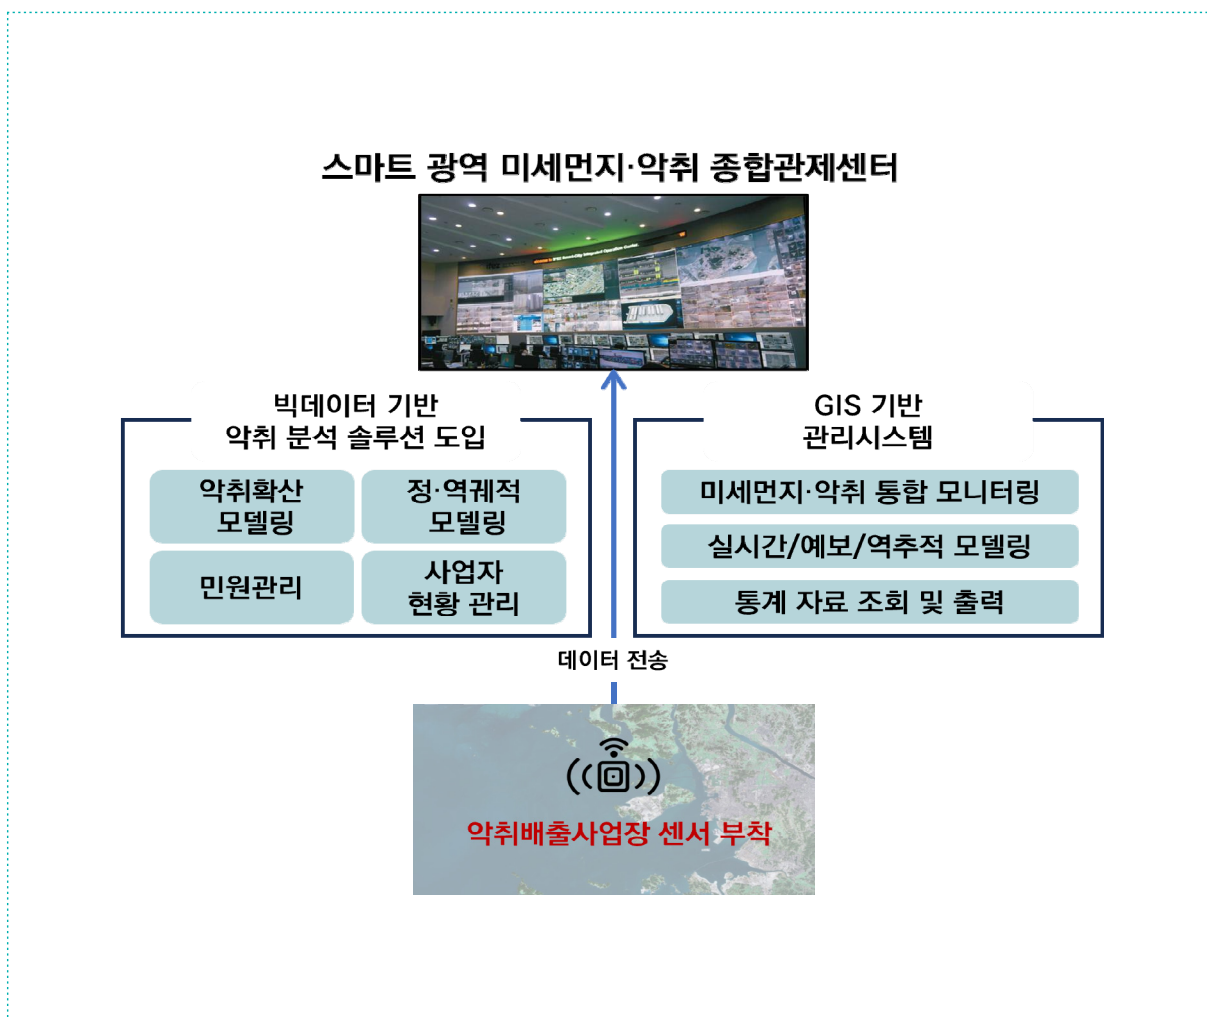 스마트 광역 미세먼지·악취 종합관제센터
빅데이터 기반
악취 분석 솔루션 도입
악취확산
모델링
정·역궤적
모델링
민원관리
사업자
현황 관리
GIS 기반
관리시스템
미세먼지·악취 통합 모니터링
실시간/예보/역추적 모델링
통계 자료 조회 및 출력
데이터 전송
악취배출사업장 센서 부착